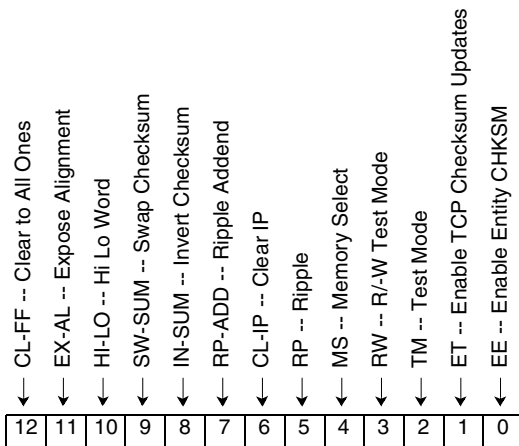 CL-FF -- Clear to All Ones
EX-AL -- Expose Alignment
HI-LO -- Hi Lo Word
SW-SUM -- Swap Checksum
IN-SUM -- Invert Checksum
RP-ADD -- Ripple Addend
CL-IP -- Clear IP
RP -- Ripple
MS -- Memory Select
RW -- R/-W Test Mode
TM -- Test Mode
ET -- Enable TCP Checksum Updates
EE -- Enable Entity CHKSM
12 11 10 9 8 7 6 5 4 3 2 1 0